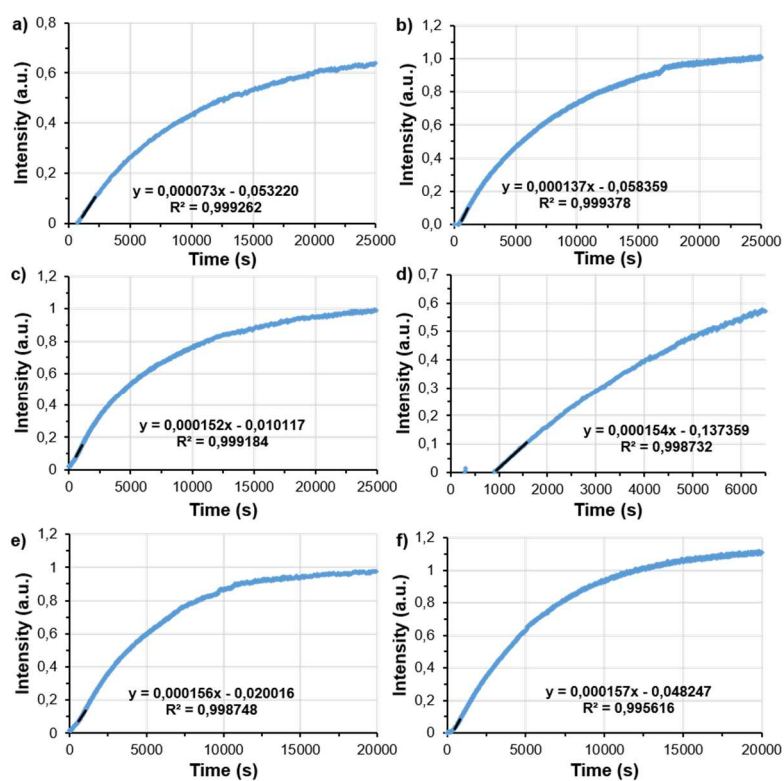 a)
0,8
0,6
0,4
0,2
0
Intensity (a.u.)
y = 0,000073x - 0,053220
R² = 0,999262
0 5000 10000 15000 20000 25000
Time (s)
b)
1,2
1,0
0,8
0,6
0,4
0,2
0,0
Intensity (a.u.)
y = 0,000137x - 0,058359
R² = 0,999378
0 5000 10000 15000 20000 25000
Time (s)
c)
1,2
1
0,8
0,6
0,4
0,2
0
Intensity (a.u.)
y = 0,000152x - 0,010117
R² = 0,999184
0 5000 10000 15000 20000 25000
Time (s)
d)
0,7
0,6
0,5
0,4
0,3
0,2
0,1
0
Intensity (a.u.)
y = 0,000154x - 0,137359
R² = 0,998732
0 1000 2000 3000 4000 5000 6000
Time (s)
e)
1,2
1
0,8
0,6
0,4
0,2
0
Intensity (a.u.)
y = 0,000156x - 0,020016
R² = 0,998748
0 5000 10000 15000 20000
Time (s)
f)
1,2
1
0,8
0,6
0,4
0,2
0
Intensity (a.u.)
y = 0,000157x - 0,048247
R² = 0,995616
0 5000 10000 15000 20000
Time (s)